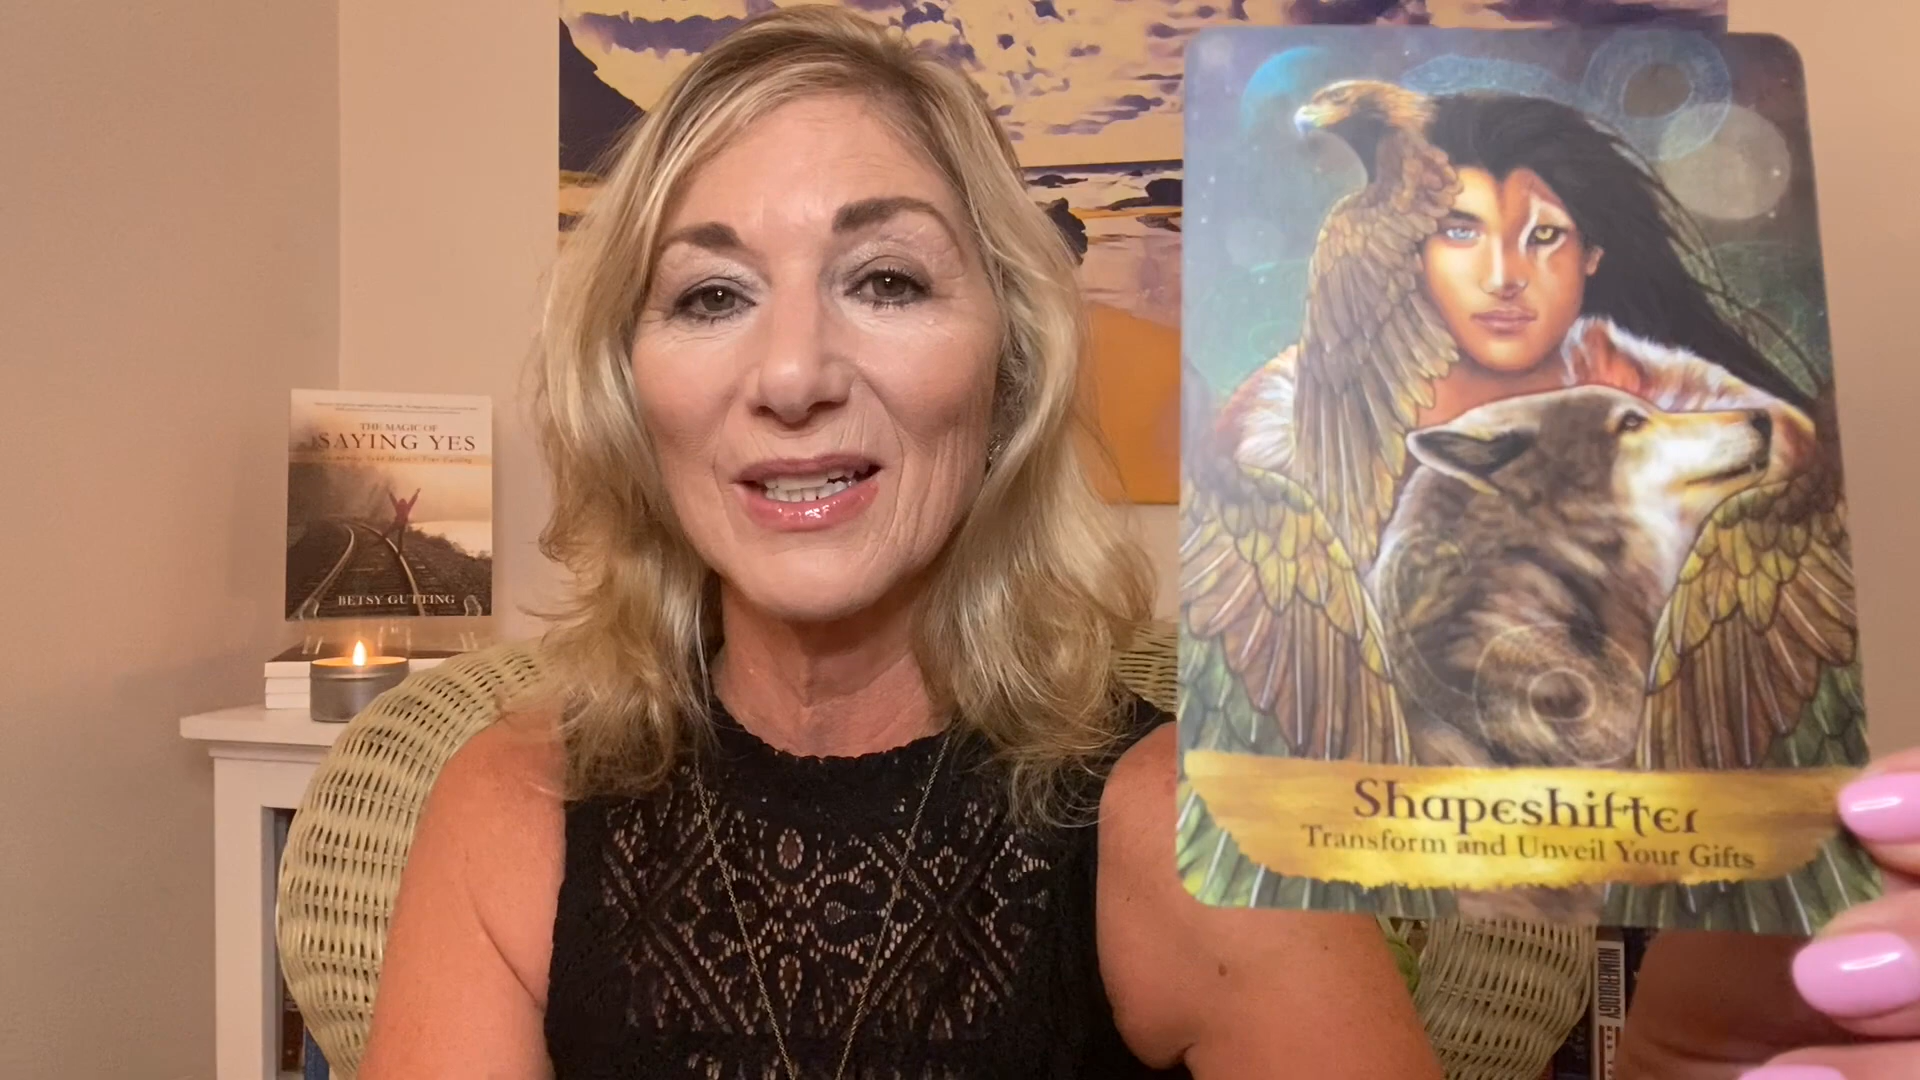 THE MAGIC OF
SAYING YES
BETSY GUTTING
Shapeshifter
Transform and Unveil Your Gifts
NUMEROLOGY